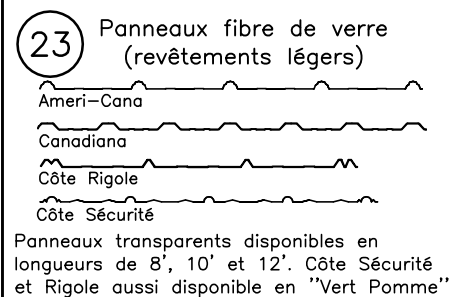 23
Panneaux fibre de verre
(revêtements légers)
Ameri-Cana
Canadiana
Côte Rigole
Côte Sécurité
Panneaux transparents disponibles en
longueurs de 8', 10' et 12'. Côte Sécurité
et Rigole aussi disponible en ''Vert Pomme''